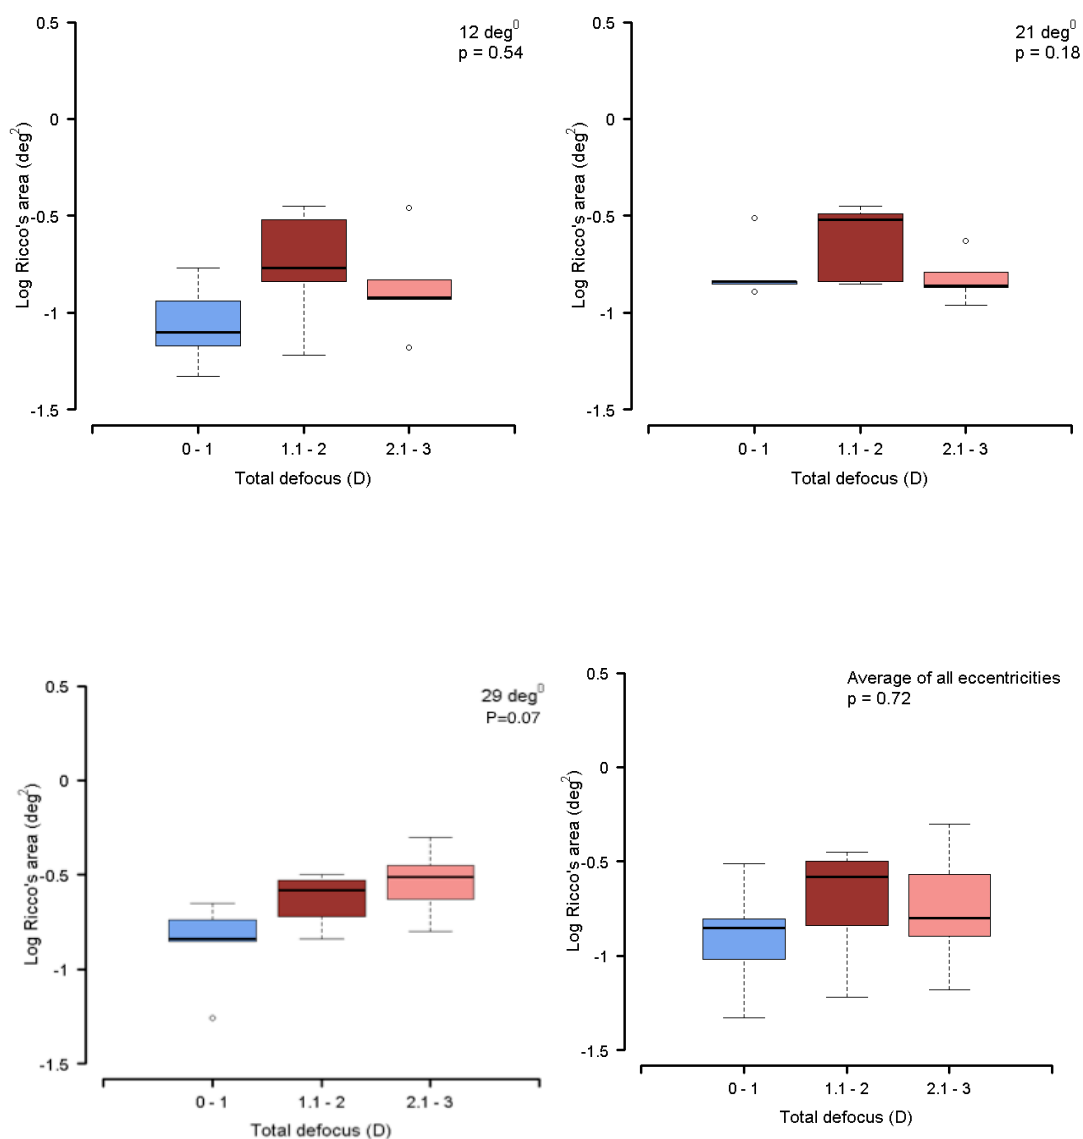 12 deg⁰
p = 0.54
Log Ricco's area (deg²)
0.5
0
-0.5
-1
-1.5
0 - 1
1.1 - 2
2.1 - 3
Total defocus (D)
21 deg⁰
p = 0.18
Log Ricco's area (deg²)
0.5
0
-0.5
-1
-1.5
0 - 1
1.1 - 2
2.1 - 3
Total defocus (D)
29 deg⁰
P=0.07
Log Ricco's area (deg²)
0.5
0
-0.5
-1
-1.5
0 - 1
1.1 - 2
2.1 - 3
Total defocus (D)
Average of all eccentricities
p = 0.72
Log Ricco's area (deg²)
0.5
0
-0.5
-1
-1.5
0 - 1
1.1 - 2
2.1 - 3
Total defocus (D)